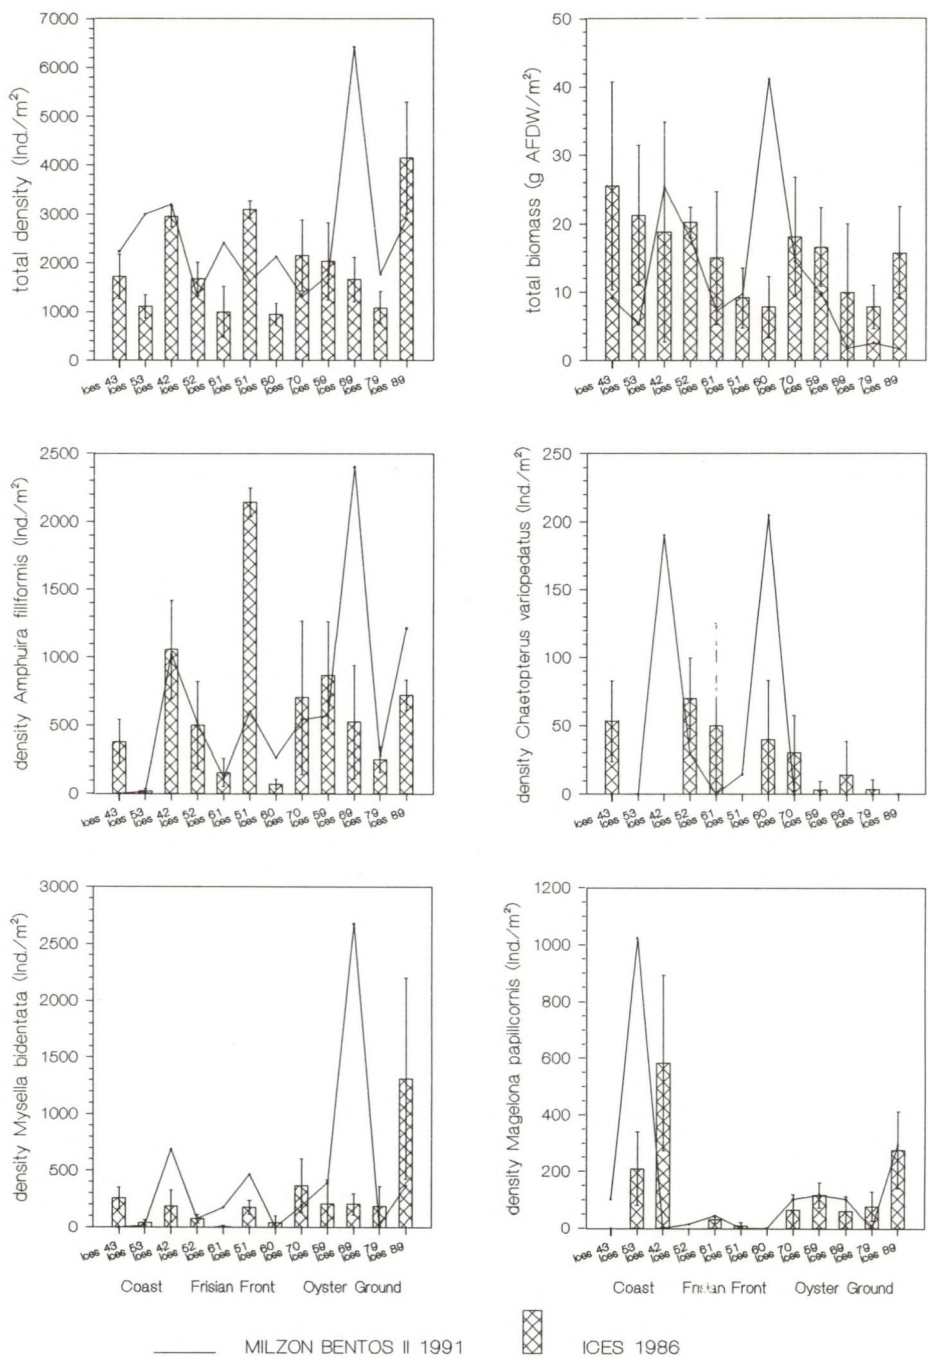 7000
6000
5000
4000
3000
2000
1000
0
total density (Ind./m²)
Ices 43
Ices 53
Ices 42
Ices 52
Ices 61
Ices 51
Ices 60
Ices 70
Ices 59
Ices 69
Ices 79
Ices 89
50
40
30
20
10
0
total biomass (g AFDW/m²)
Ices 43
Ices 53
Ices 42
Ices 52
Ices 61
Ices 51
Ices 60
Ices 70
Ices 59
Ices 69
Ices 79
Ices 89
2500
2000
1500
1000
500
0
density Amphuira filiformis (Ind./m²)
Ices 43
Ices 53
Ices 42
Ices 52
Ices 61
Ices 51
Ices 60
Ices 70
Ices 59
Ices 69
Ices 79
Ices 89
250
200
150
100
50
0
density Chaetopterus variopedatus (Ind./m²)
Ices 43
Ices 53
Ices 42
Ices 52
Ices 61
Ices 51
Ices 60
Ices 70
Ices 59
Ices 69
Ices 79
Ices 89
3000
2500
2000
1500
1000
500
0
density Mysella bidentata (Ind./m²)
Ices 43
Ices 53
Ices 42
Ices 52
Ices 61
Ices 51
Ices 60
Ices 70
Ices 59
Ices 69
Ices 79
Ices 89
Coast Frisian Front Oyster Ground
1200
1000
800
600
400
200
0
density Magelona papillcornis (Ind./m²)
Ices 43
Ices 53
Ices 42
Ices 52
Ices 61
Ices 51
Ices 60
Ices 70
Ices 59
Ices 69
Ices 79
Ices 89
Coast Frisian Front Oyster Ground
MILZON BENTOS II 1991
ICES 1986